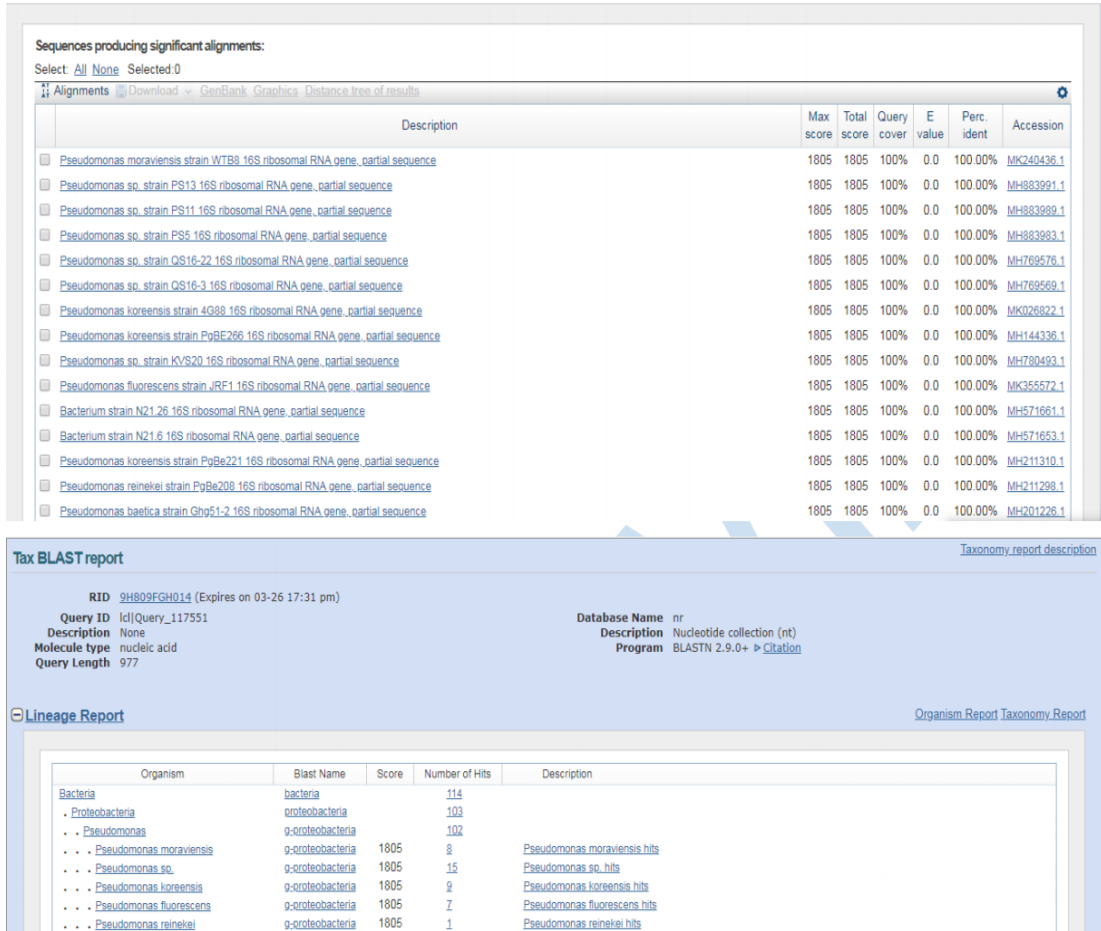 Sequences producing significant alignments:
Select: All None Selected:0
Alignments Download GenBank Graphics Distance tree of results
Description Max score Total score Query cover E value Perc. ident Accession
Pseudomonas moraviensis strain WTB8 16S ribosomal RNA gene, partial sequence 1805 1805 100% 0.0 100.00% MK240436.1
Pseudomonas sp. strain PS13 16S ribosomal RNA gene, partial sequence 1805 1805 100% 0.0 100.00% MH883991.1
Pseudomonas sp. strain PS11 16S ribosomal RNA gene, partial sequence 1805 1805 100% 0.0 100.00% MH883989.1
Pseudomonas sp. strain PS5 16S ribosomal RNA gene, partial sequence 1805 1805 100% 0.0 100.00% MH883983.1
Pseudomonas sp. strain QS16-22 16S ribosomal RNA gene, partial sequence 1805 1805 100% 0.0 100.00% MH769576.1
Pseudomonas sp. strain QS16-3 16S ribosomal RNA gene, partial sequence 1805 1805 100% 0.0 100.00% MH769569.1
Pseudomonas koreensis strain 4G88 16S ribosomal RNA gene, partial sequence 1805 1805 100% 0.0 100.00% MK026822.1
Pseudomonas koreensis strain PgBE266 16S ribosomal RNA gene, partial sequence 1805 1805 100% 0.0 100.00% MH144336.1
Pseudomonas sp. strain KVS20 16S ribosomal RNA gene, partial sequence 1805 1805 100% 0.0 100.00% MH780493.1
Pseudomonas fluorescens strain JRF1 16S ribosomal RNA gene, partial sequence 1805 1805 100% 0.0 100.00% MK355572.1
Bacterium strain N21.26 16S ribosomal RNA gene, partial sequence 1805 1805 100% 0.0 100.00% MH571661.1
Bacterium strain N21.6 16S ribosomal RNA gene, partial sequence 1805 1805 100% 0.0 100.00% MH571653.1
Pseudomonas koreensis strain PgBe221 16S ribosomal RNA gene, partial sequence 1805 1805 100% 0.0 100.00% MH211310.1
Pseudomonas reinekei strain PgBe208 16S ribosomal RNA gene, partial sequence 1805 1805 100% 0.0 100.00% MH211298.1
Pseudomonas baetica strain Ghg51-2 16S ribosomal RNA gene, partial sequence 1805 1805 100% 0.0 100.00% MH201226.1
Tax BLAST report Taxonomy report description
RID 9H809FGH014 (Expires on 03-26 17:31 pm)
Query ID lcl|Query_117551 Database Name nr
Description None Description Nucleotide collection (nt)
Molecule type nucleic acid Program BLASTN 2.9.0+ Citation
Query Length 977
Lineage Report Organism Report Taxonomy Report
Organism Blast Name Score Number of Hits Description
Bacteria bacteria 114
. Proteobacteria proteobacteria 103
. . Pseudomonas g-proteobacteria 102
. . . Pseudomonas moraviensis g-proteobacteria 1805 8 Pseudomonas moraviensis hits
. . . Pseudomonas sp. g-proteobacteria 1805 15 Pseudomonas sp. hits
. . . Pseudomonas koreensis g-proteobacteria 1805 9 Pseudomonas koreensis hits
. . . Pseudomonas fluorescens g-proteobacteria 1805 7 Pseudomonas fluorescens hits
. . . Pseudomonas reinekei g-proteobacteria 1805 1 Pseudomonas reinekei hits